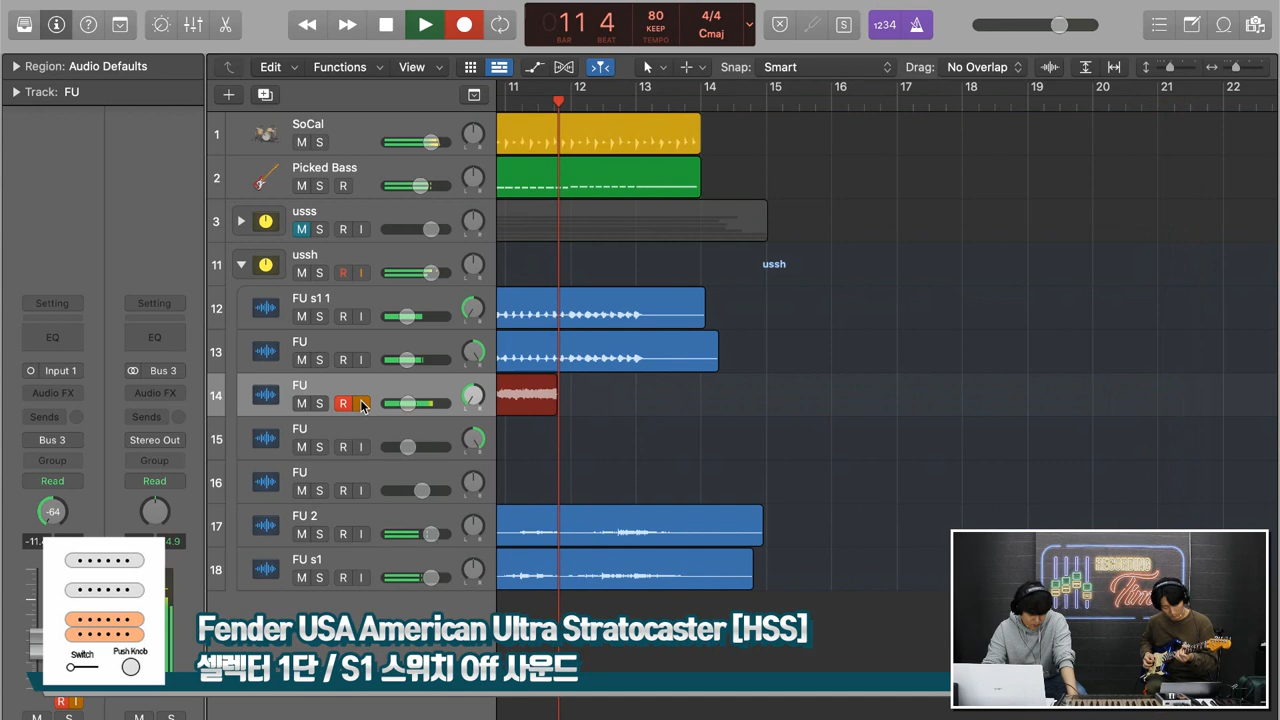 11 4
80
4/4
BAR
BEAT
TEMPO
Cmaj
1234
Region: Audio Defaults
Edit
Functions
View
Snap: Smart
Drag: No Overlap
Track: FU
11
12
13
14
15
16
17
18
19
20
21
22
1
SoCal
M S
2
Picked Bass
M S R
3
usss
M S R I
11
ussh
M S R I
ussh
12
FU s1 1
M S R I
13
FU
M S R I
14
FU
M S R I
15
FU
M S R I
16
FU
M S R I
17
FU 2
M S R I
18
FU s1
M S R I
Setting
Setting
EQ
EQ
Input 1
Bus 3
Audio FX
Audio FX
Sends
Sends
Bus 3
Stereo Out
Group
Group
Read
Read
-64
Switch
Push Knob
R I
M
S
M
S
Fender USA American Ultra Stratocaster [HSS]
셀렉터 1단 / S1 스위치 Off 사운드
RECORDING
Time